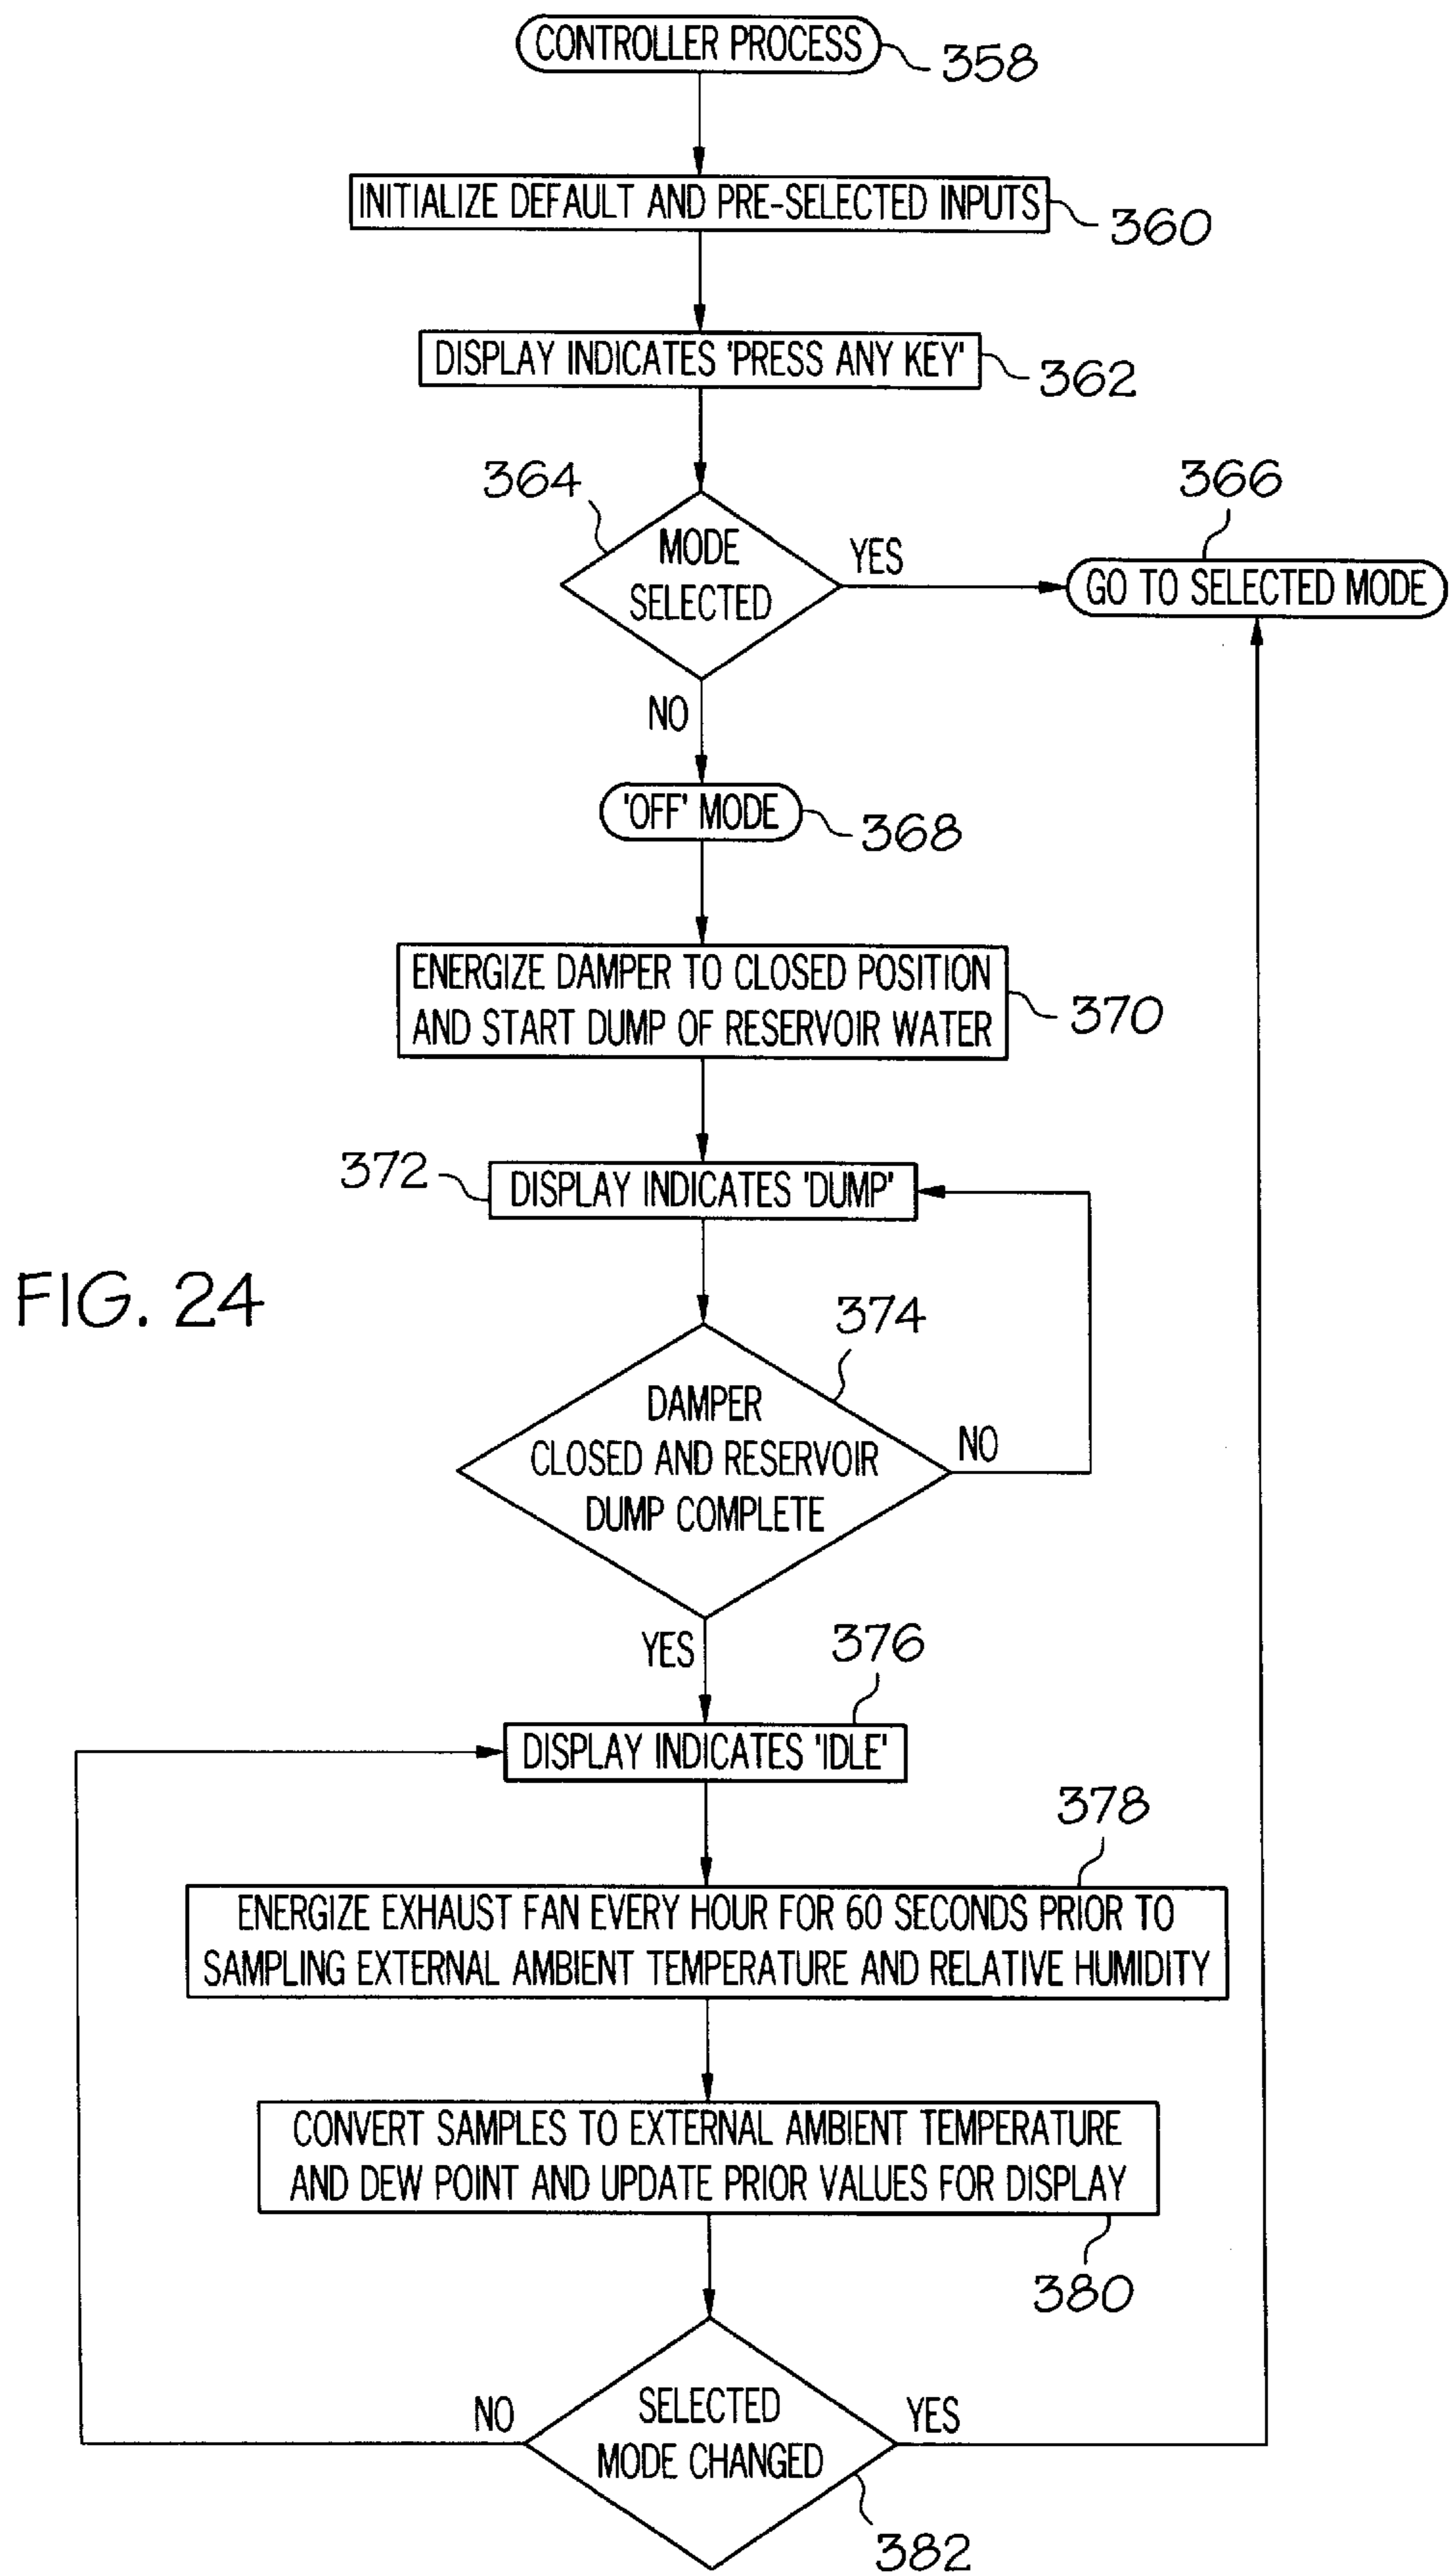 CONTROLLER PROCESS
358
INITIALIZE DEFAULT AND PRE-SELECTED INPUTS
360
DISPLAY INDICATES 'PRESS ANY KEY'
362
364
MODE
SELECTED
YES
366
GO TO SELECTED MODE
NO
'OFF' MODE
368
ENERGIZE DAMPER TO CLOSED POSITION
AND START DUMP OF RESERVOIR WATER
370
372
DISPLAY INDICATES 'DUMP'
FIG. 24
374
DAMPER
CLOSED AND RESERVOIR
DUMP COMPLETE
NO
YES
376
DISPLAY INDICATES 'IDLE'
378
ENERGIZE EXHAUST FAN EVERY HOUR FOR 60 SECONDS PRIOR TO
SAMPLING EXTERNAL AMBIENT TEMPERATURE AND RELATIVE HUMIDITY
CONVERT SAMPLES TO EXTERNAL AMBIENT TEMPERATURE
AND DEW POINT AND UPDATE PRIOR VALUES FOR DISPLAY
380
NO
SELECTED
MODE CHANGED
YES
382